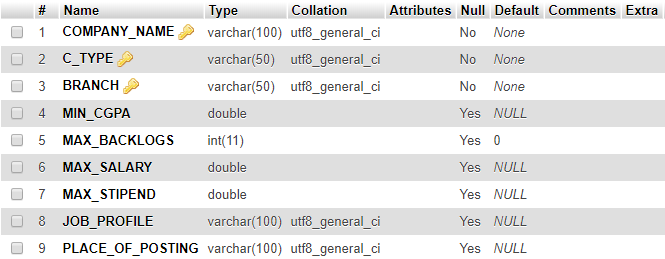 # Name Type Collation Attributes Null Default Comments Extra
1 COMPANY_NAME varchar(100) utf8_general_ci No None
2 C_TYPE varchar(50) utf8_general_ci No None
3 BRANCH varchar(50) utf8_general_ci No None
4 MIN_CGPA double Yes NULL
5 MAX_BACKLOGS int(11) Yes 0
6 MAX_SALARY double Yes NULL
7 MAX_STIPEND double Yes NULL
8 JOB_PROFILE varchar(100) utf8_general_ci Yes NULL
9 PLACE_OF_POSTING varchar(100) utf8_general_ci Yes NULL